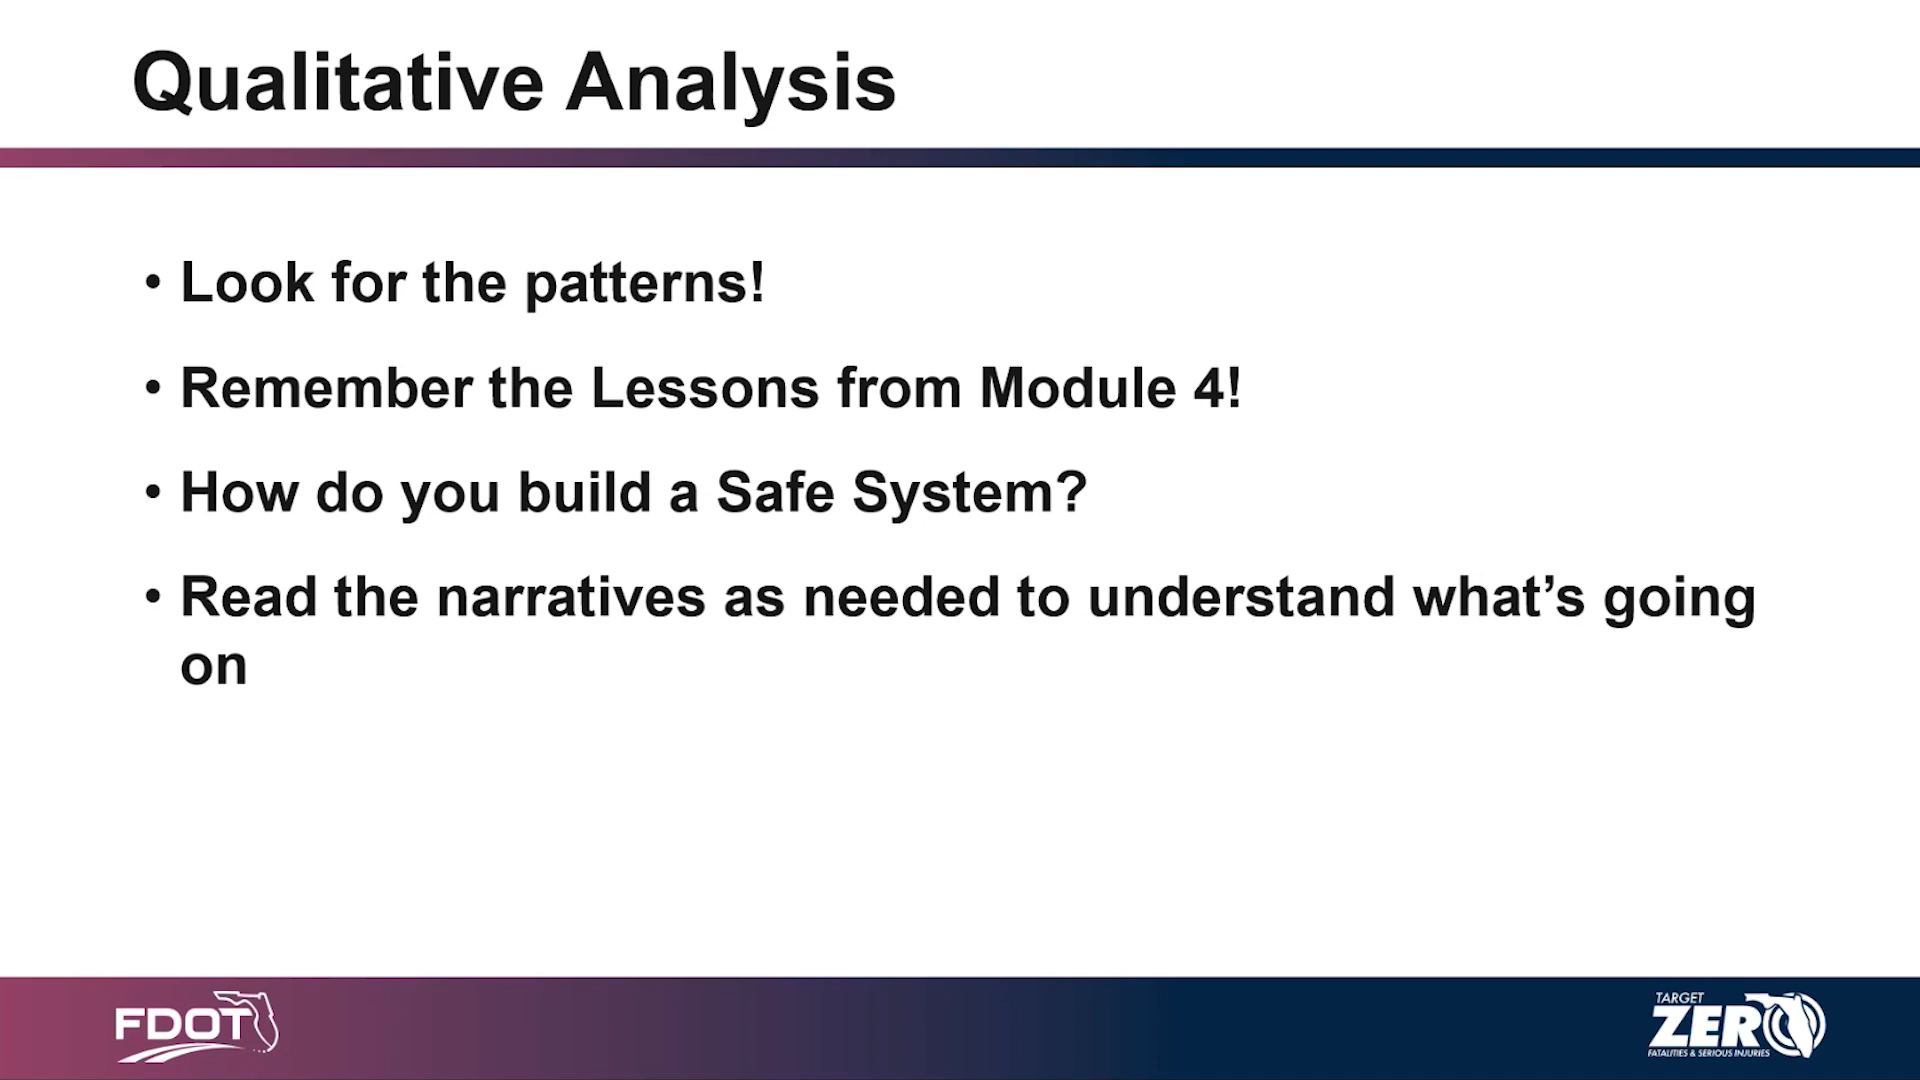 Qualitative Analysis
• Look for the patterns!
• Remember the Lessons from Module 4!
• How do you build a Safe System?
• Read the narratives as needed to understand what’s going
on
FDOT
TARGET
ZERO
FATALITIES & SERIOUS INJURIES